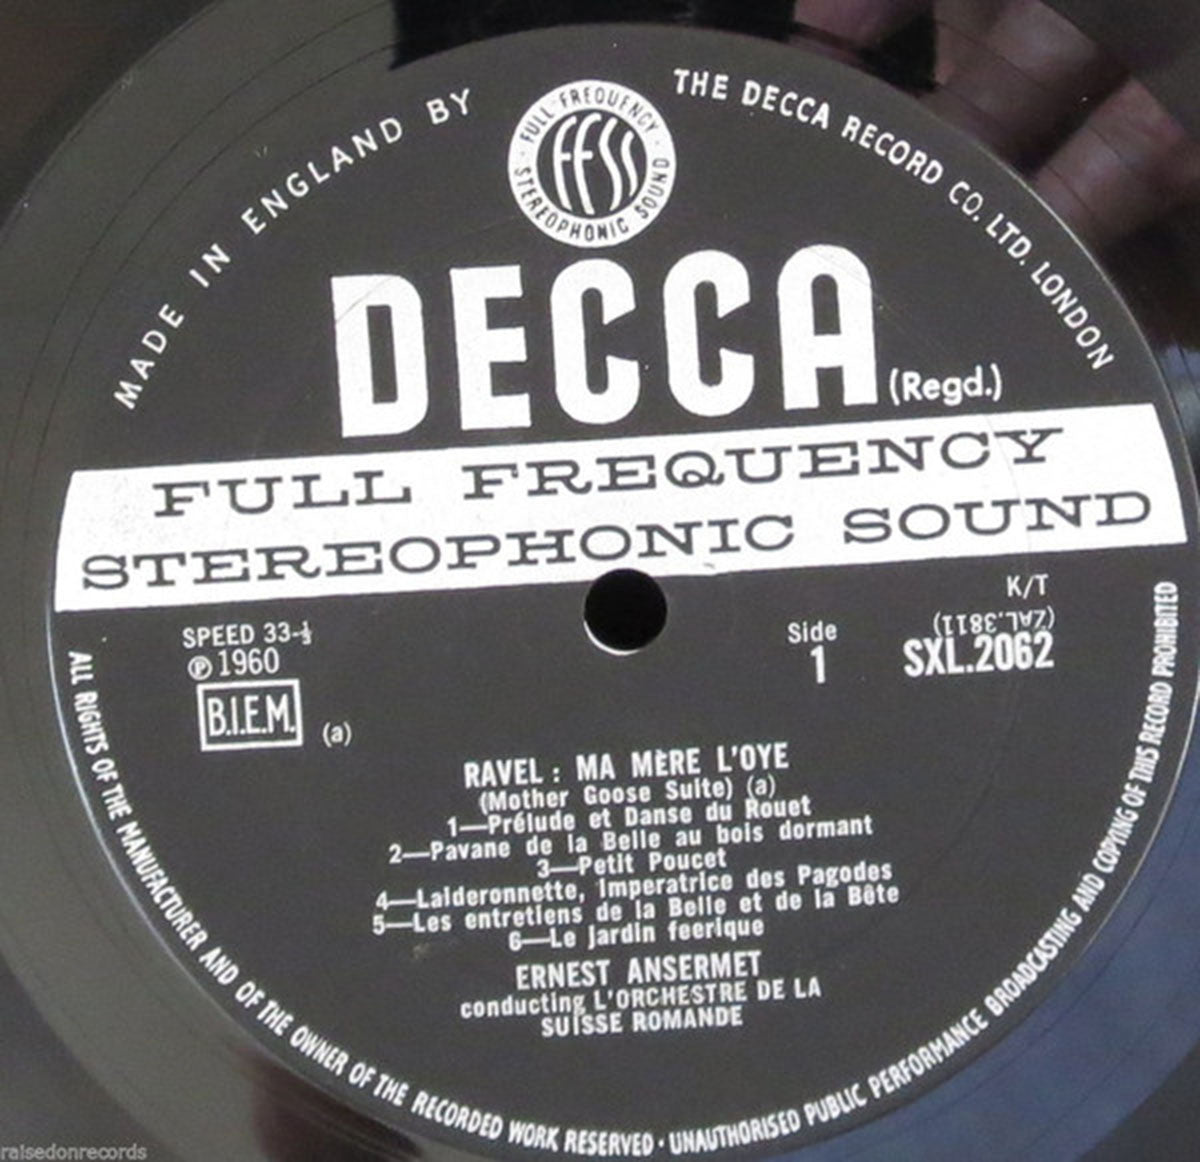 MADE IN ENGLAND BY
THE DECCA RECORD CO. LTD. LONDON
FULL FREQUENCY
STEREOPHONIC SOUND
FFSS
DECCA
(Regd.)
FULL FREQUENCY
STEREOPHONIC SOUND
K/T
(ZAL.3811)
SPEED 33-⅓
Side
1
SXL.2062
℗ 1960
B.I.E.M.
(a)
RAVEL : MA MÈRE L'OYE
(Mother Goose Suite) (a)
1—Prélude et Danse du Rouet
2—Pavane de la Belle au bois dormant
3—Petit Poucet
4—Laideronnette, Imperatrice des Pagodes
5—Les entretiens de la Belle et de la Bête
6—Le Jardin feerique
ERNEST ANSERMET
conducting L'ORCHESTRE DE LA
SUISSE ROMANDE
ALL RIGHTS OF THE MANUFACTURER AND OF THE OWNER OF THE RECORDED WORK RESERVED · UNAUTHORISED PUBLIC PERFORMANCE BROADCASTING AND COPYING OF THIS RECORD PROHIBITED
raisedonrecords